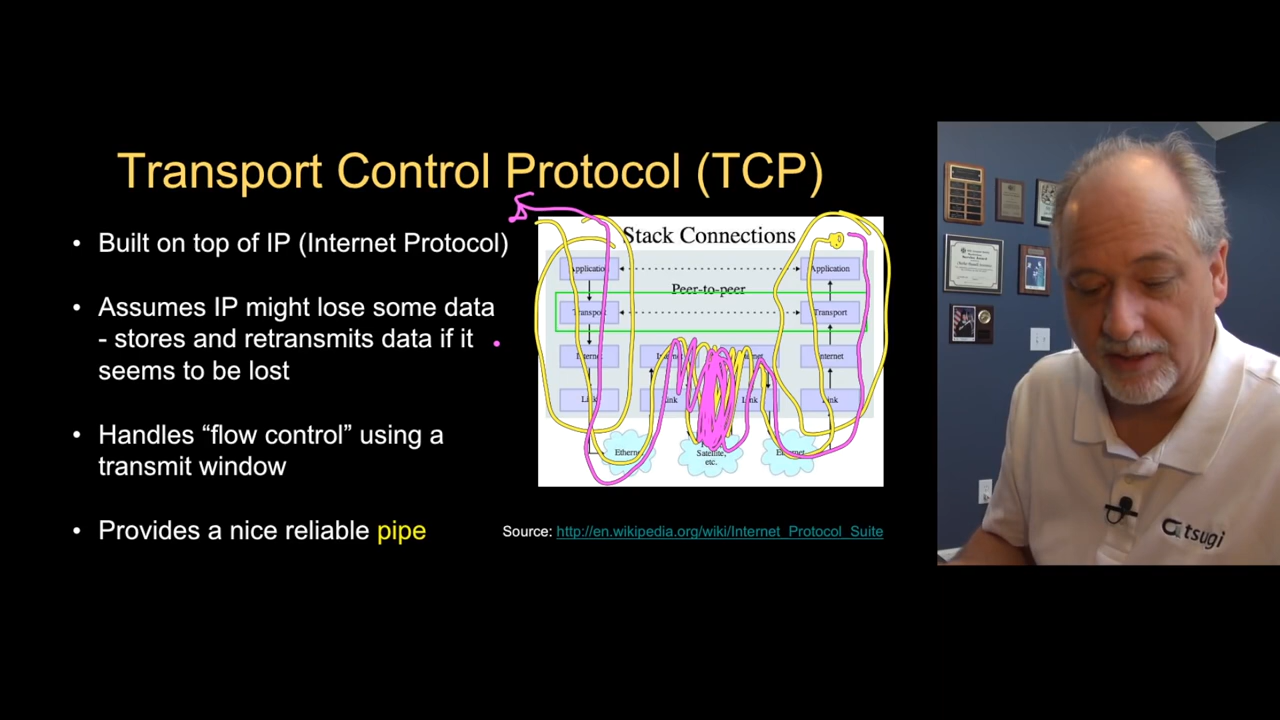 Transport Control Protocol (TCP)
• Built on top of IP (Internet Protocol)
• Assumes IP might lose some data
- stores and retransmits data if it
seems to be lost
• Handles “flow control” using a
transmit window
• Provides a nice reliable pipe
Stack Connections
Application
Application
Peer-to-peer
Transport
Transport
Internet
Internet
Link
Link
Link
Link
Ethernet
Satellite,
etc.
Ethernet
Source: http://en.wikipedia.org/wiki/Internet_Protocol_Suite
tsugi